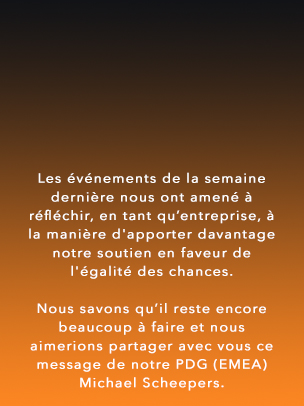 Les événements de la semaine
dernière nous ont amené à
réfléchir, en tant qu’entreprise, à
la manière d'apporter davantage
notre soutien en faveur de
l'égalité des chances.
Nous savons qu’il reste encore
beaucoup à faire et nous
aimerions partager avec vous ce
message de notre PDG (EMEA)
Michael Scheepers.